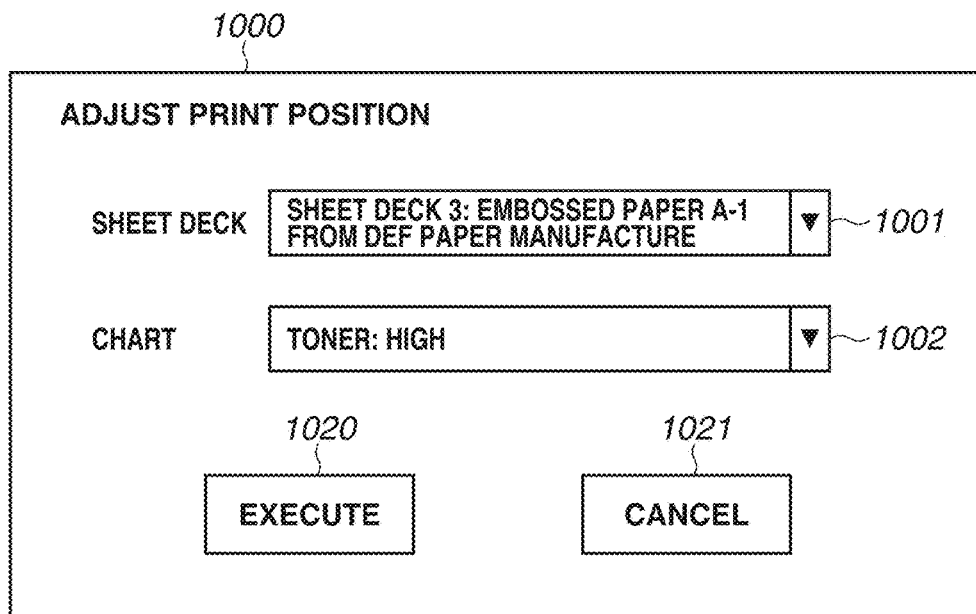 1000
ADJUST PRINT POSITION
SHEET DECK
SHEET DECK 3: EMBOSSED PAPER A-1
FROM DEF PAPER MANUFACTURE
▼
1001
CHART
TONER: HIGH
▼
1002
1020
1021
EXECUTE
CANCEL